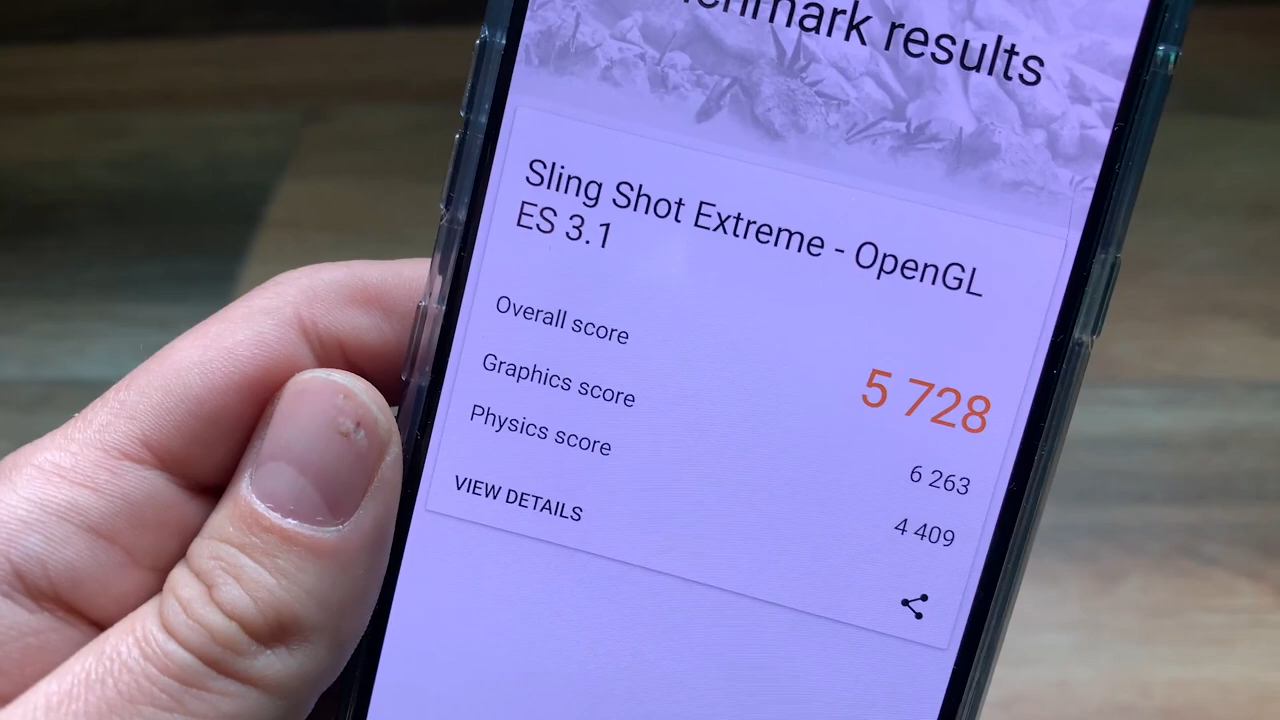 results
Sling Shot Extreme - OpenGL
ES 3.1
Overall score
5 728
Graphics score
6 263
Physics score
4 409
VIEW DETAILS